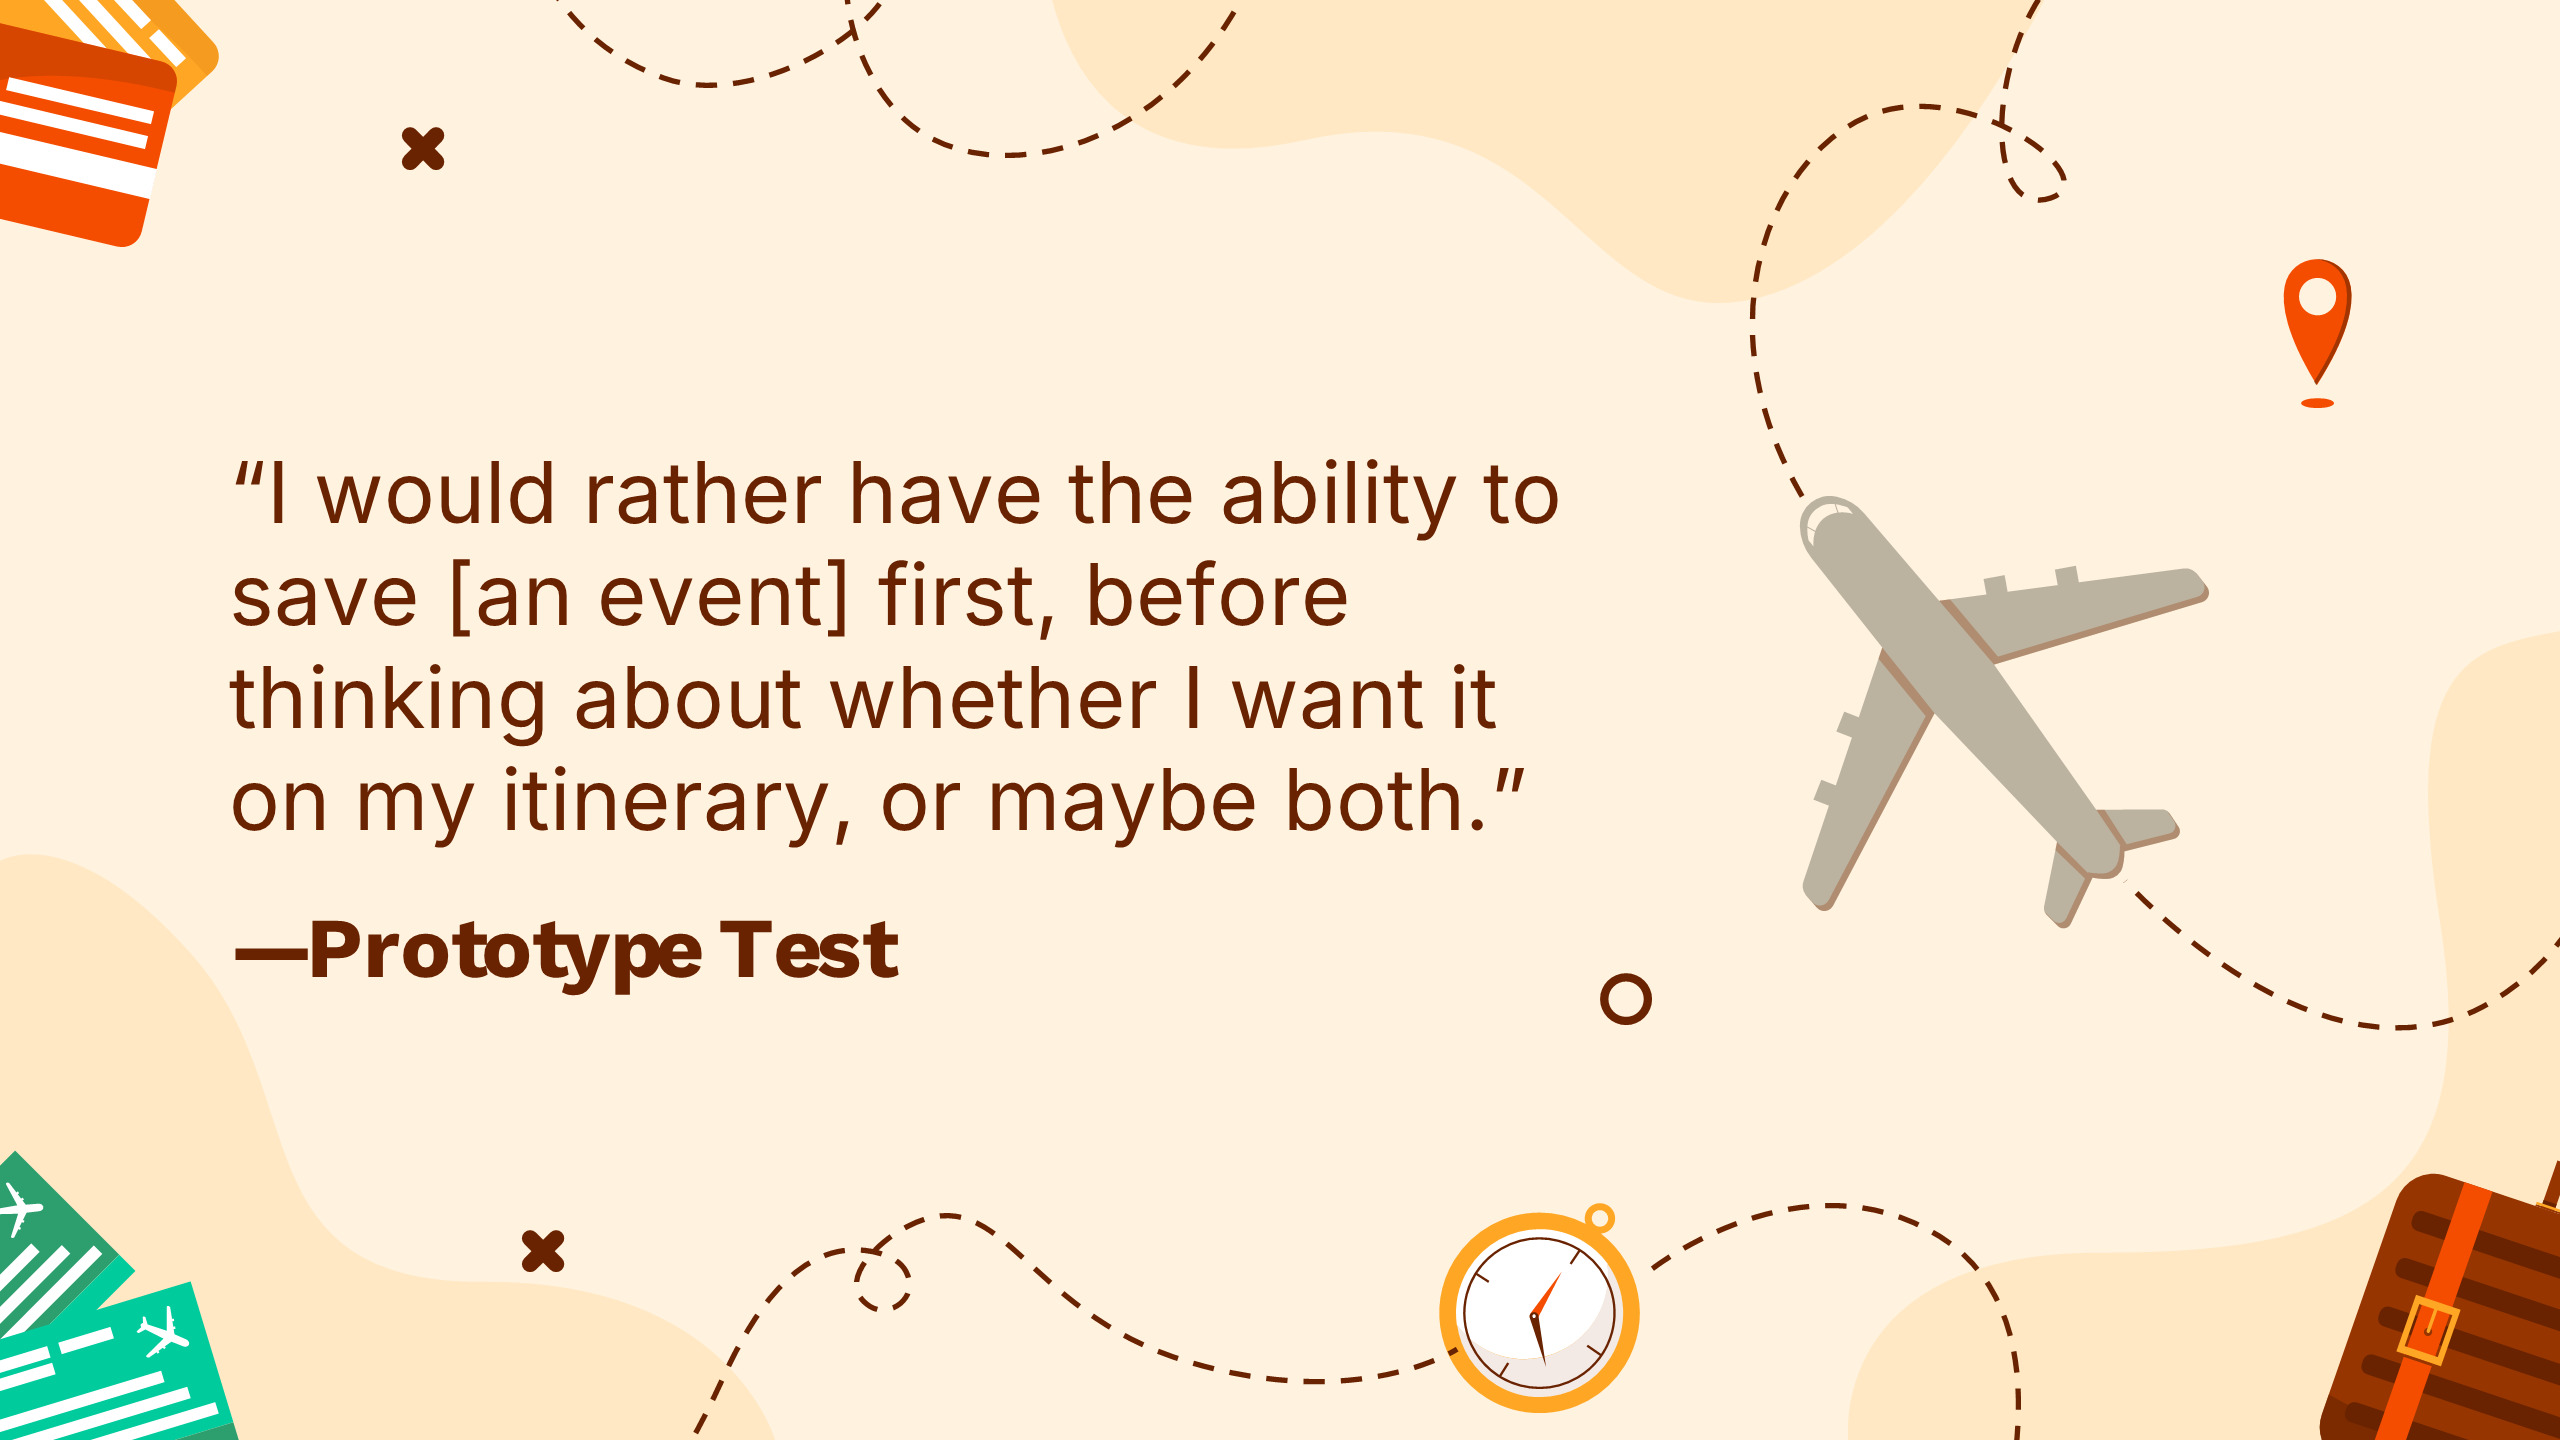 “I would rather have the ability to
save [an event] first, before
thinking about whether I want it
on my itinerary, or maybe both.”
—Prototype Test